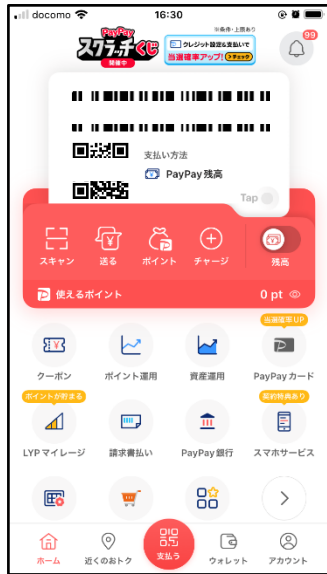 docomo
16:30
PayPay
スクラッチくじ
開催中
※条件・上限あり
クレジット設定&支払いで
当選確率アップ!
チェック
99
支払い方法
PayPay残高
Tap
スキャン
送る
ポイント
チャージ
残高
使えるポイント
0 pt
当選確率UP
クーポン
ポイント運用
資産運用
PayPayカード
ポイントが貯まる
契約特典あり
LYPマイレージ
請求書払い
PayPay銀行
スマホサービス
ホーム
近くのおトク
支払う
ウォレット
アカウント